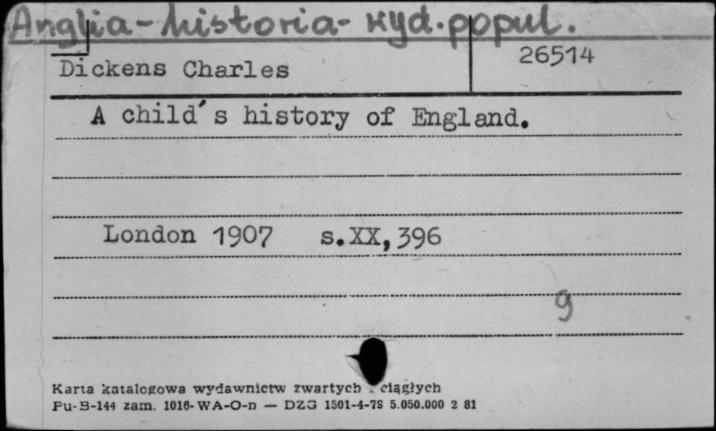 Anglia-historia-wyd.popul.
26514
Dickens Charles
A child's history of England.
London 1907 s.XX,396
g
Karta katalogowa wydawnictw zwartych i ciągłych
Pu-B-144 zam. 1016-WA-O-n — DZG 1501-4-78 5.050.000 2 81